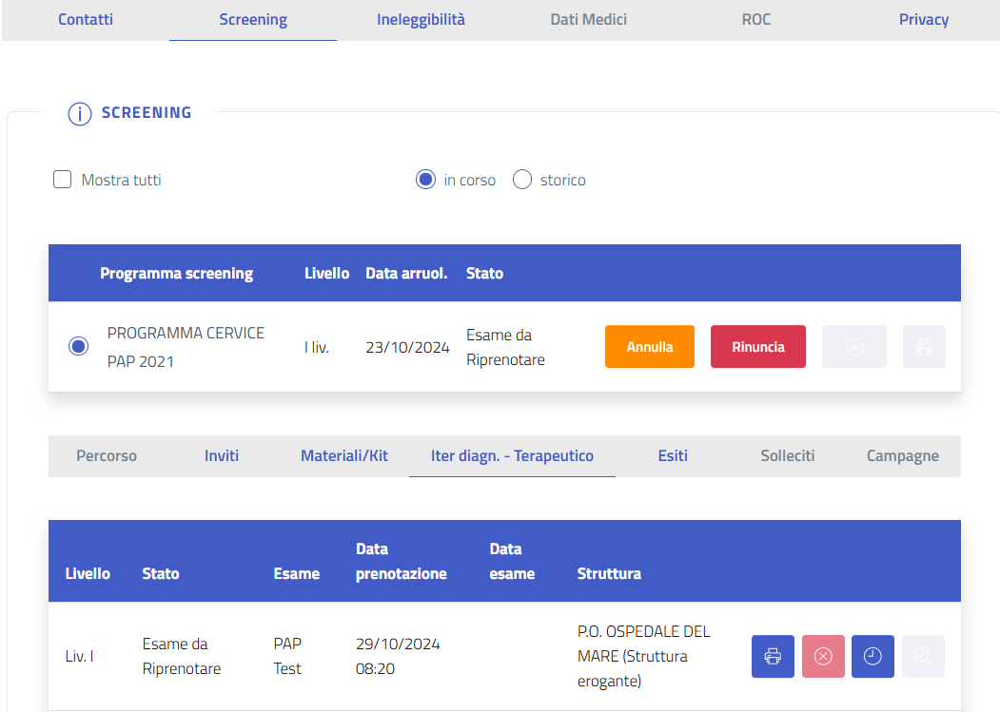 Contatti Screening Ineleggibilità Dati Medici ROC Privacy
SCREENING
Mostra tutti in corso storico
Programma screening Livello Data arruol. Stato
PROGRAMMA CERVICE PAP 2021 I liv. 23/10/2024 Esame da Riprenotare Annulla Rinuncia
Percorso Inviti Materiali/Kit Iter diagn. - Terapeutico Esiti Solleciti Campagne
Livello Stato Esame Data prenotazione Data esame Struttura
Liv. I Esame da Riprenotare PAP Test 29/10/2024 08:20 P.O. OSPEDALE DEL MARE (Struttura erogante)